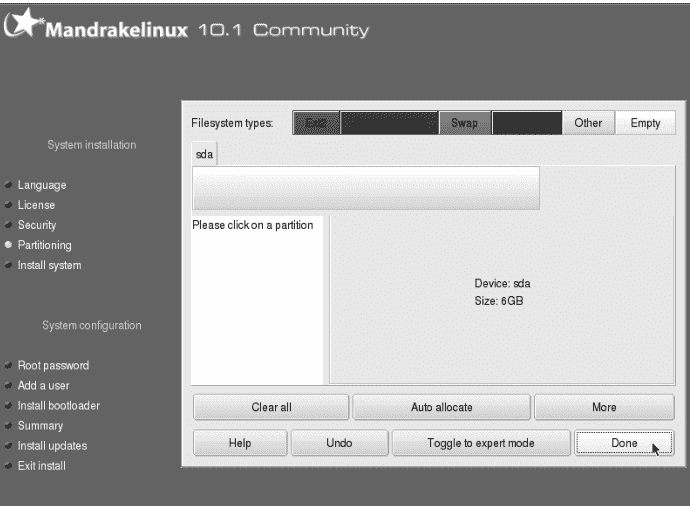 Mandrakelinux 10.1 Community
System installation
Language
License
Security
Partitioning
Install system
System configuration
Root password
Add a user
Install bootloader
Summary
Install updates
Exit install
Filesystem types: Ext2 Swap Other Empty
sda
Please click on a partition
Device: sda
Size: 6GB
Clear all Auto allocate More
Help Undo Toggle to expert mode Done